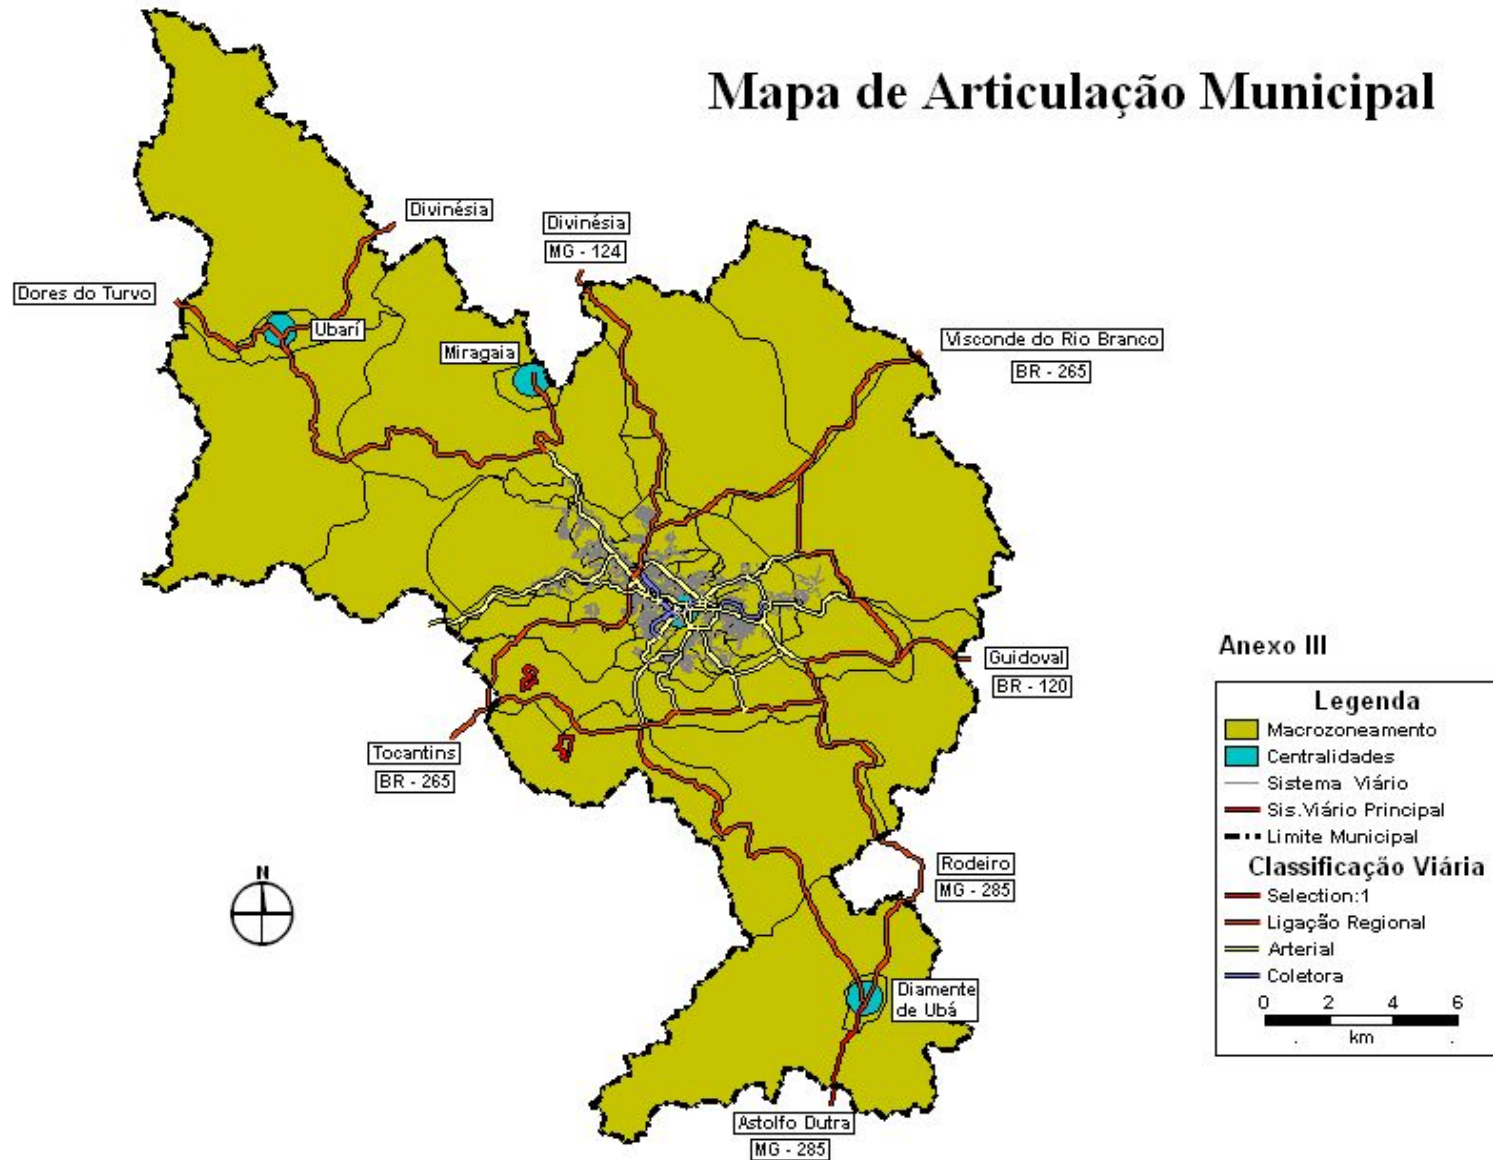 Mapa de Articulação Municipal
Divinésia
Divinésia
MG - 124
Dores do Turvo
Ubarí
Miragaia
Visconde do Rio Branco
BR - 265
Guidoval
BR - 120
Tocantins
BR - 265
Rodeiro
MG - 285
Diamente
de Ubá
Astolfo Dutra
MG - 285
N
Anexo III
Legenda
Macrozoneamento
Centralidades
Sistema Viário
Sis.Viário Principal
Limite Municipal
Classificação Viária
Selection:1
Ligação Regional
Arterial
Coletora
0 2 4 6
km